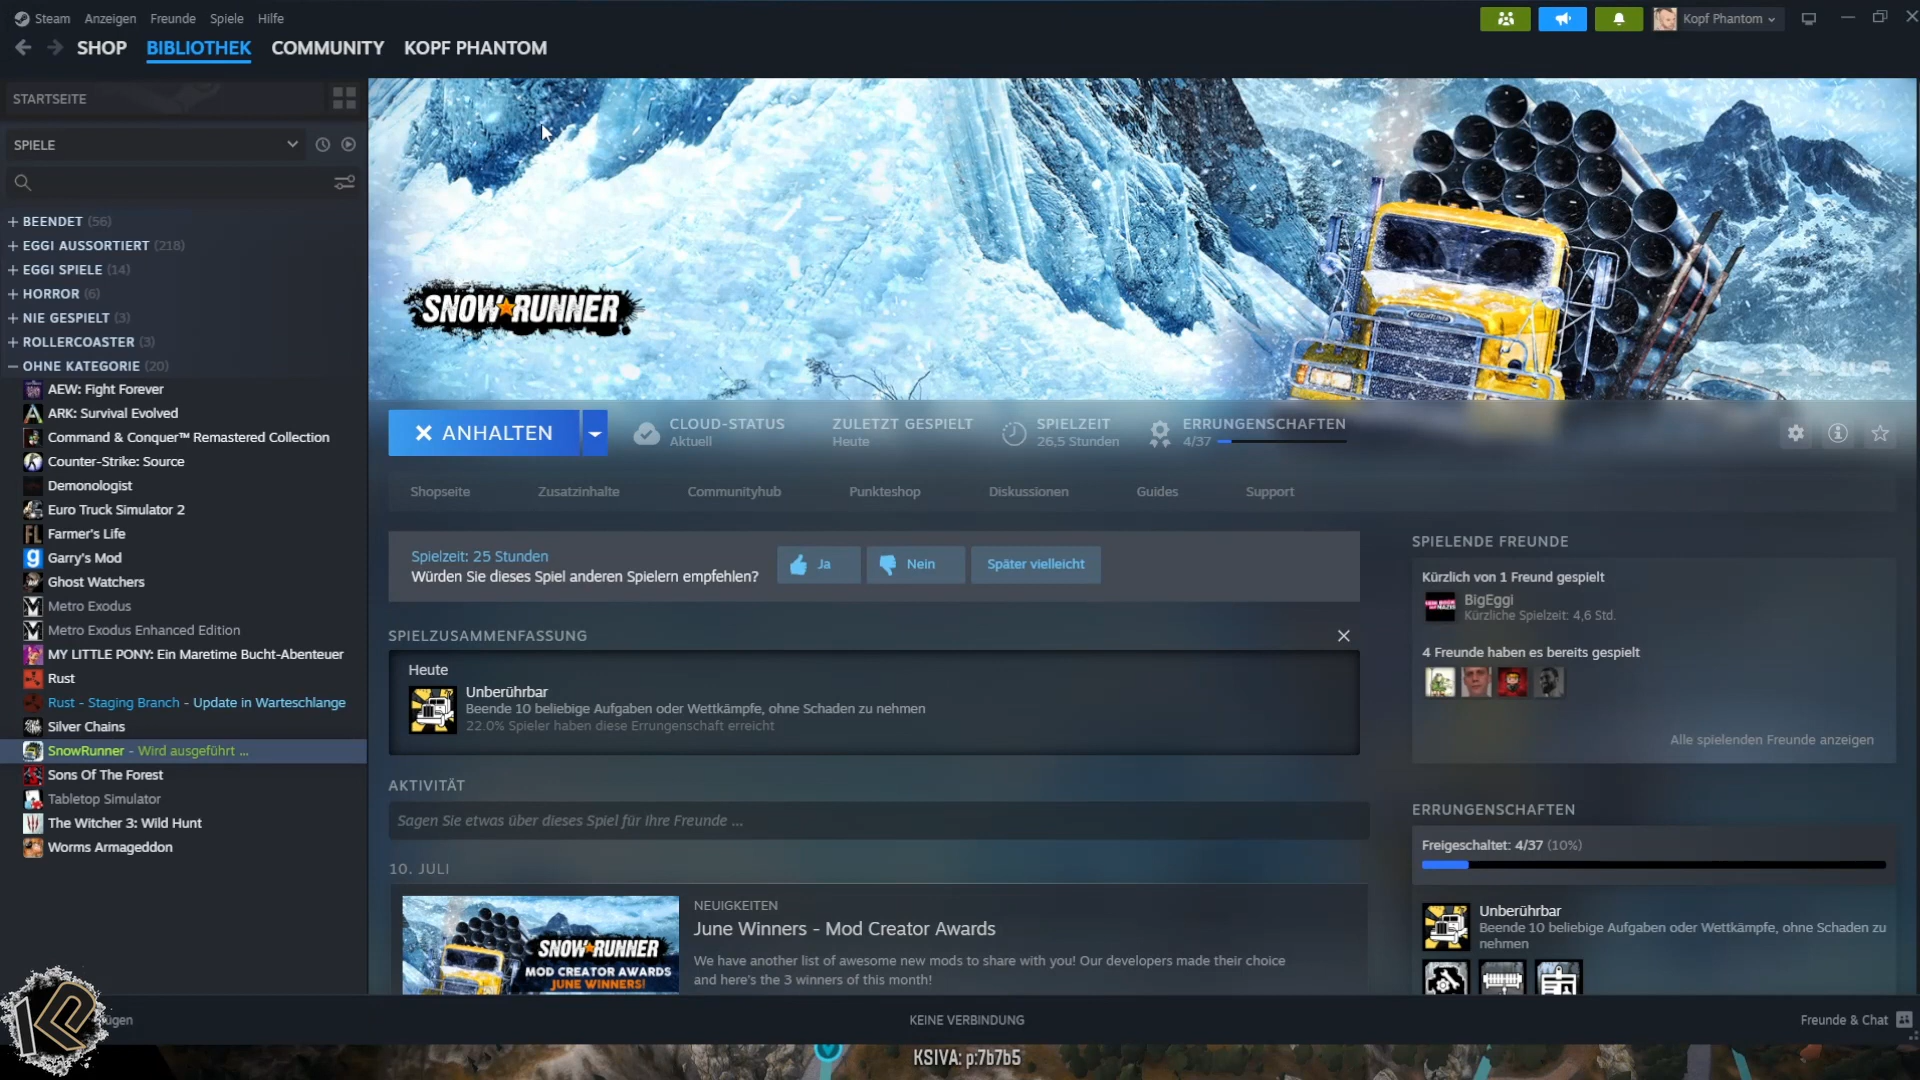 Steam Anzeigen Freunde Spiele Hilfe
Kopf Phantom
SHOP BIBLIOTHEK COMMUNITY KOPF PHANTOM
STARTSEITE
SPIELE
BEENDET (56)
EGGI AUSSORTIERT (218)
EGGI SPIELE (14)
HORROR (6)
NIE GESPIELT (3)
ROLLERCOASTER (3)
OHNE KATEGORIE (20)
AEW: Fight Forever
ARK: Survival Evolved
Command & Conquer™ Remastered Collection
Counter-Strike: Source
Demonologist
Euro Truck Simulator 2
Farmer's Life
Garry's Mod
Ghost Watchers
Metro Exodus
Metro Exodus Enhanced Edition
MY LITTLE PONY: Ein Maretime Bucht-Abenteuer
Rust
Rust - Staging Branch - Update in Warteschlange
Silver Chains
SnowRunner - Wird ausgeführt ...
Sons Of The Forest
Tabletop Simulator
The Witcher 3: Wild Hunt
Worms Armageddon
SNOWRUNNER
FREIGHTLINER
ANHALTEN
CLOUD-STATUS
Aktuell
ZULETZT GESPIELT
Heute
SPIELZEIT
26,5 Stunden
ERRUNGENSCHAFTEN
4/37
Shopseite Zusatzinhalte Communityhub Punkteshop Diskussionen Guides Support
Spielzeit: 25 Stunden
Würden Sie dieses Spiel anderen Spielern empfehlen?
Ja Nein Später vielleicht
SPIELZUSAMMENFASSUNG
Heute
Unberührbar
Beende 10 beliebige Aufgaben oder Wettkämpfe, ohne Schaden zu nehmen
22.0% Spieler haben diese Errungenschaft erreicht
AKTIVITÄT
Sagen Sie etwas über dieses Spiel für Ihre Freunde ...
10. JULI
SNOWRUNNER
MOD CREATOR AWARDS
JUNE WINNERS!
NEUIGKEITEN
June Winners - Mod Creator Awards
We have another list of awesome new mods to share with you! Our developers made their choice
and here's the 3 winners of this month!
SPIELENDE FREUNDE
Kürzlich von 1 Freund gespielt
BigEggi
Kürzliche Spielzeit: 4,6 Std.
4 Freunde haben es bereits gespielt
Alle spielenden Freunde anzeigen
ERRUNGENSCHAFTEN
Freigeschaltet: 4/37 (10%)
Unberührbar
Beende 10 beliebige Aufgaben oder Wettkämpfe, ohne Schaden zu
nehmen
ügen
KEINE VERBINDUNG
Freunde & Chat
KSIVA: p:7b7b5